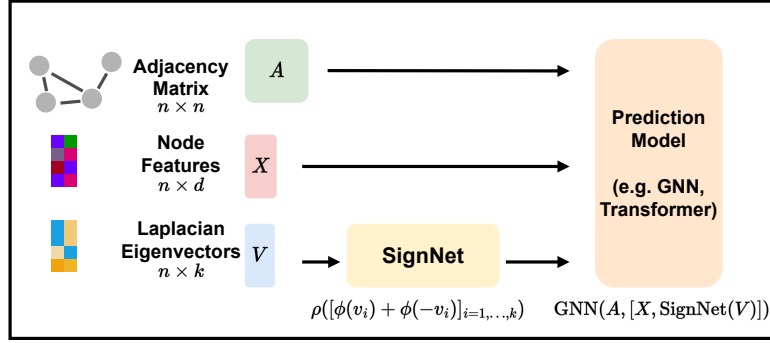 Adjacency
Matrix
n × n
A
Node
Features
n × d
X
Laplacian
Eigenvectors
n × k
V
SignNet
ρ([ϕ(v_i) + ϕ(−v_i)]_{i=1,…,k})
Prediction
Model
(e.g. GNN,
Transformer)
GNN(A, [X, SignNet(V)])